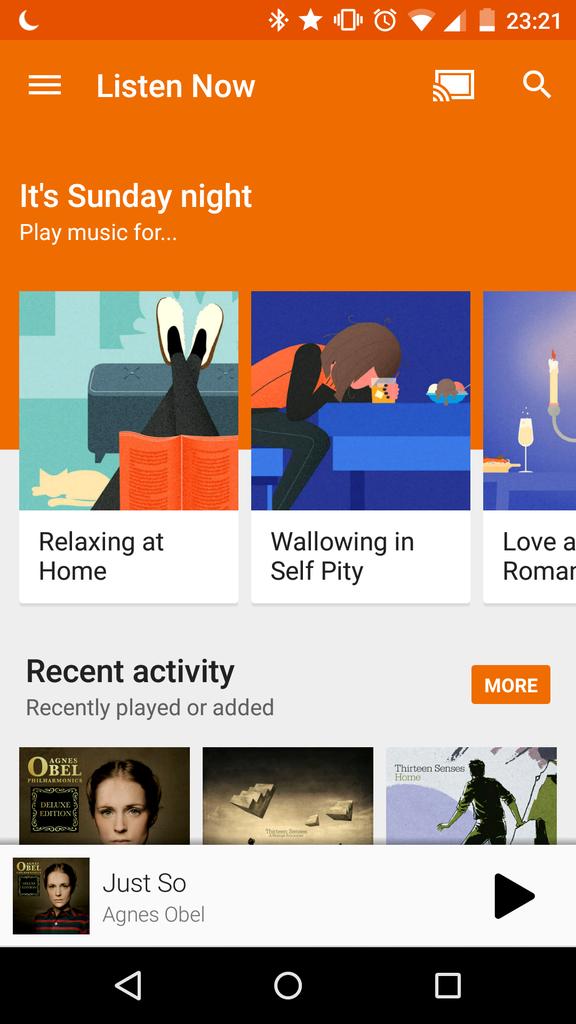 23:21
Listen Now
It's Sunday night
Play music for...
Relaxing at
Home
Wallowing in
Self Pity
Love a
Roman
Recent activity
Recently played or added
MORE
AGNES
OBEL
PHILHARMONICS
DELUXE
EDITION
Thirteen Senses
Thirteen Senses
Home
OBEL
Just So
Agnes Obel